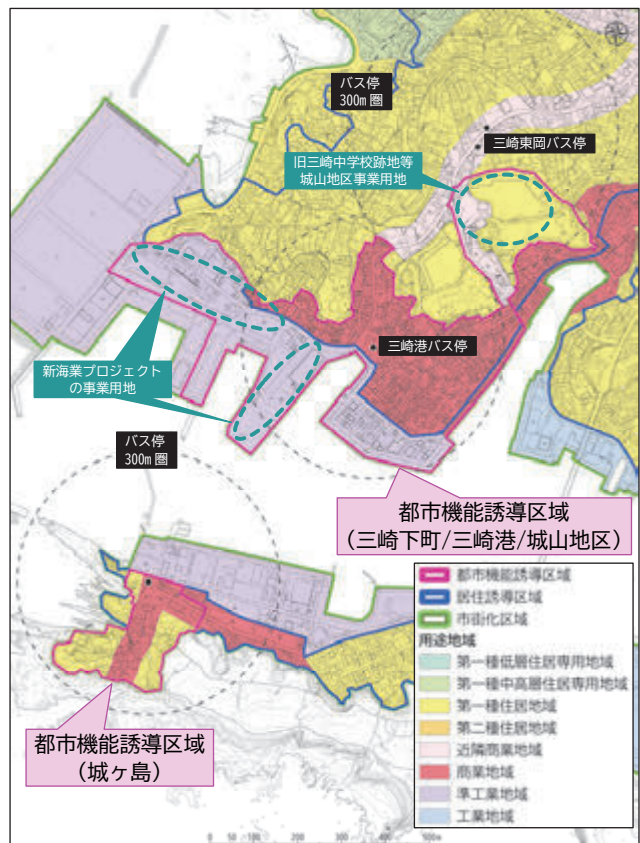 バス停
300m 圏
三崎東岡バス停
旧三崎中学校跡地等
城山地区事業用地
三崎港バス停
新海業プロジェクト
の事業用地
バス停
300m 圏
都市機能誘導区域
（三崎下町/三崎港/城山地区）
都市機能誘導区域
（城ヶ島）
都市機能誘導区域
居住誘導区域
市街化区域
用途地域
第一種低層住居専用地域
第一種中高層住居専用地域
第一種住居地域
第二種住居地域
近隣商業地域
商業地域
準工業地域
工業地域
0 50 100 200 300 400 500m